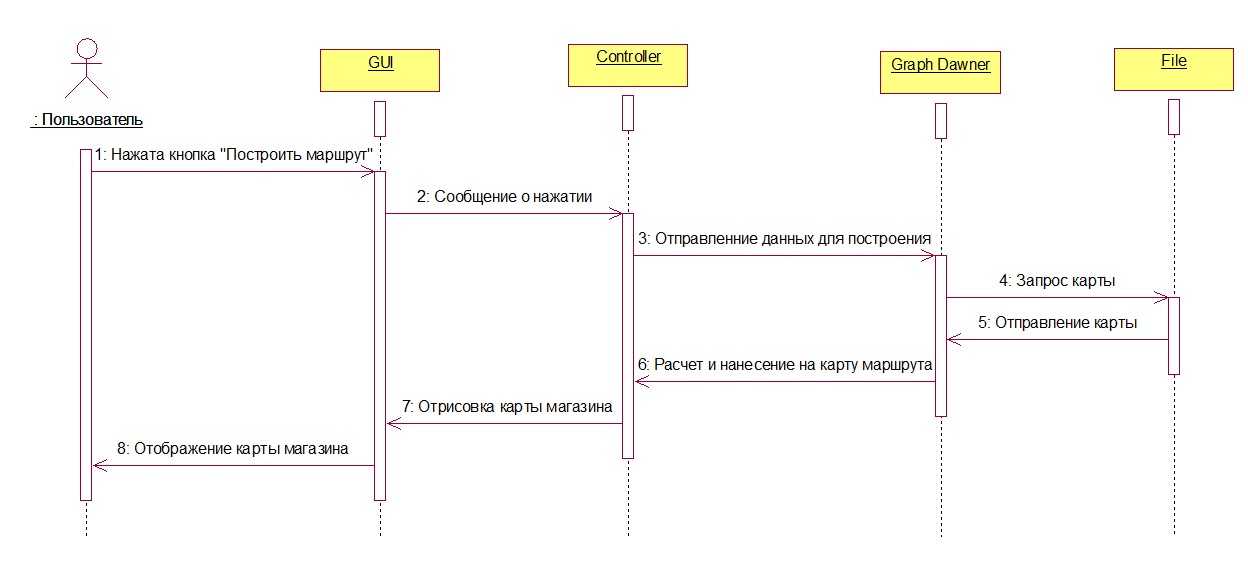 GUI
Controller
Graph Dawner
File
: Пользователь
1: Нажата кнопка "Построить маршрут"
2: Сообщение о нажатии
3: Отправленние данных для построения
4: Запрос карты
5: Отправление карты
6: Расчет и нанесение на карту маршрута
7: Отрисовка карты магазина
8: Отображение карты магазина